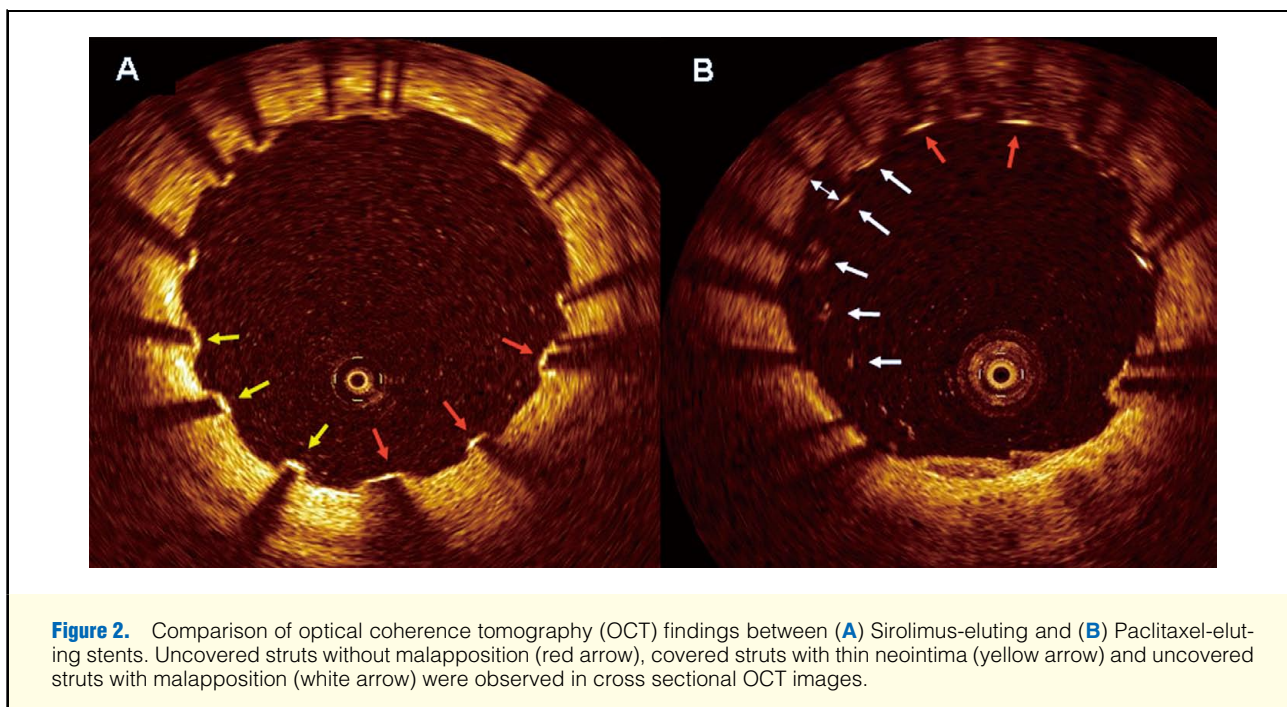 A
B
Figure 2. Comparison of optical coherence tomography (OCT) findings between (A) Sirolimus-eluting and (B) Paclitaxel-elut-
ing stents. Uncovered struts without malapposition (red arrow), covered struts with thin neointima (yellow arrow) and uncovered
struts with malapposition (white arrow) were observed in cross sectional OCT images.